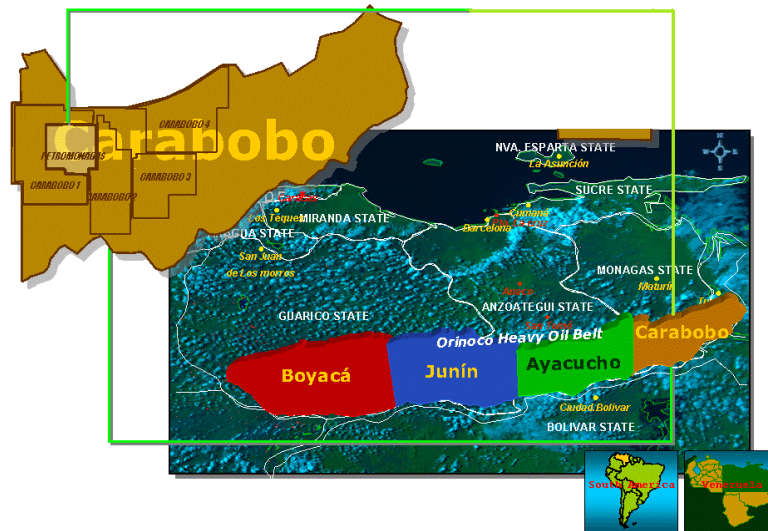 CARABOBO 4
Carabobo
PETROMONAGAS
CARABOBO 3
CARABOBO 1
CARABOBO 2
NVA. ESPARTA STATE
La Asunción
SUCRE STATE
Los Teques
MIRANDA STATE
Cumaná
Barcelona
AGUA STATE
San Juan
de Los morros
MONAGAS STATE
Maturín
Anaco
ANZOATEGUI STATE
GUARICO STATE
San Tomé
Orinoco Heavy Oil Belt
Carabobo
Boyacá
Junín
Ayacucho
Ciudad Bolívar
BOLIVAR STATE
South America
Venezuela